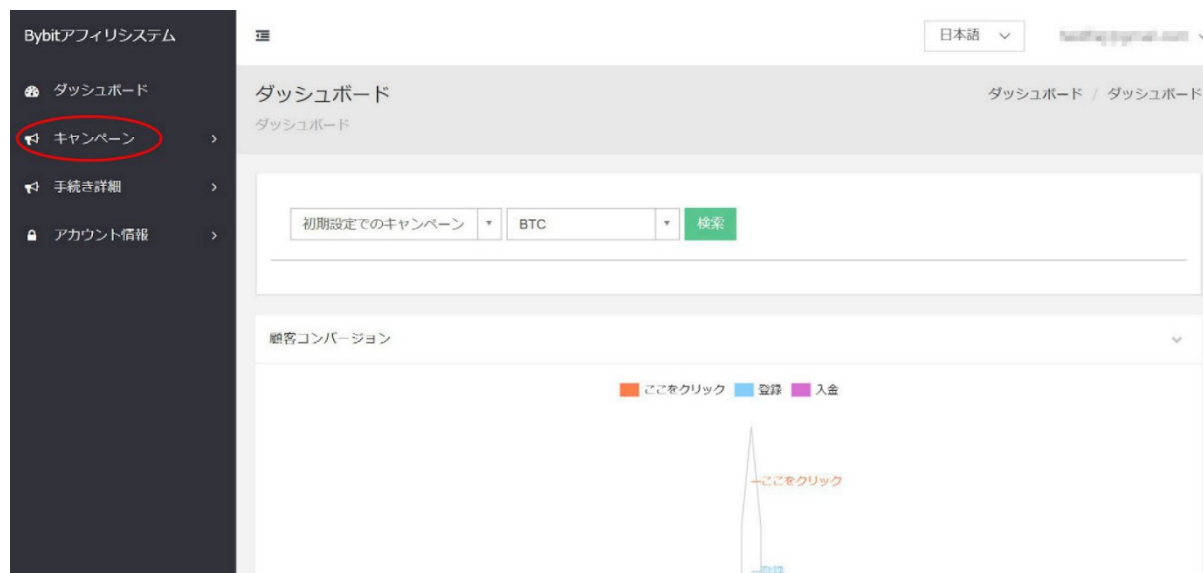 Bybitアフィリシステム
日本語
ダッシュボード
キャンペーン
手続き詳細
アカウント情報
ダッシュボード
ダッシュボード / ダッシュボード
ダッシュボード
初期設定でのキャンペーン
BTC
検索
顧客コンバージョン
ここをクリック 登録 入金
ここをクリック
登録